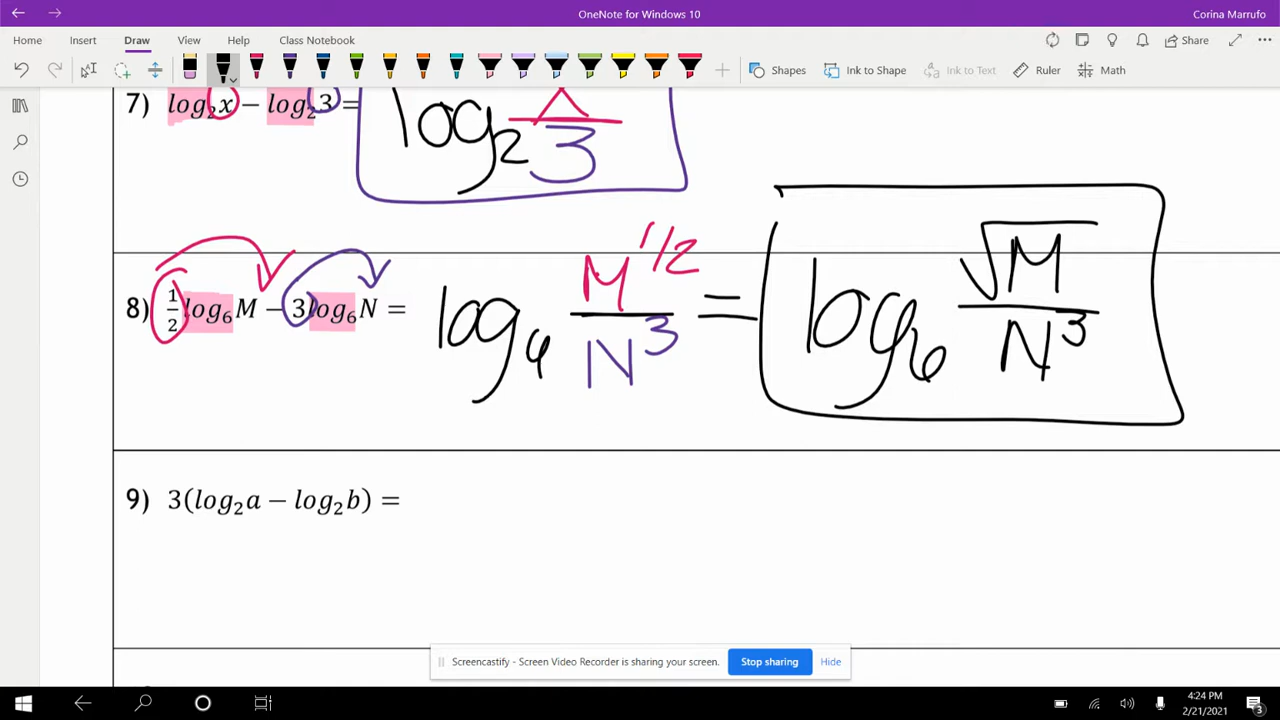 OneNote for Windows 10
Corina Marrufo
Home Insert Draw View Help Class Notebook Share
Shapes Ink to Shape Ink to Text Ruler Math
7) log₂x − log₂3 = log₂ x/3
8) 1/2 log₆M − 3log₆N = log₆ M^1/2 / N³ = log₆ √M / N³
9) 3(log₂a − log₂b) =
Screencastify - Screen Video Recorder is sharing your screen. Stop sharing Hide
4:24 PM
2/21/2021
3